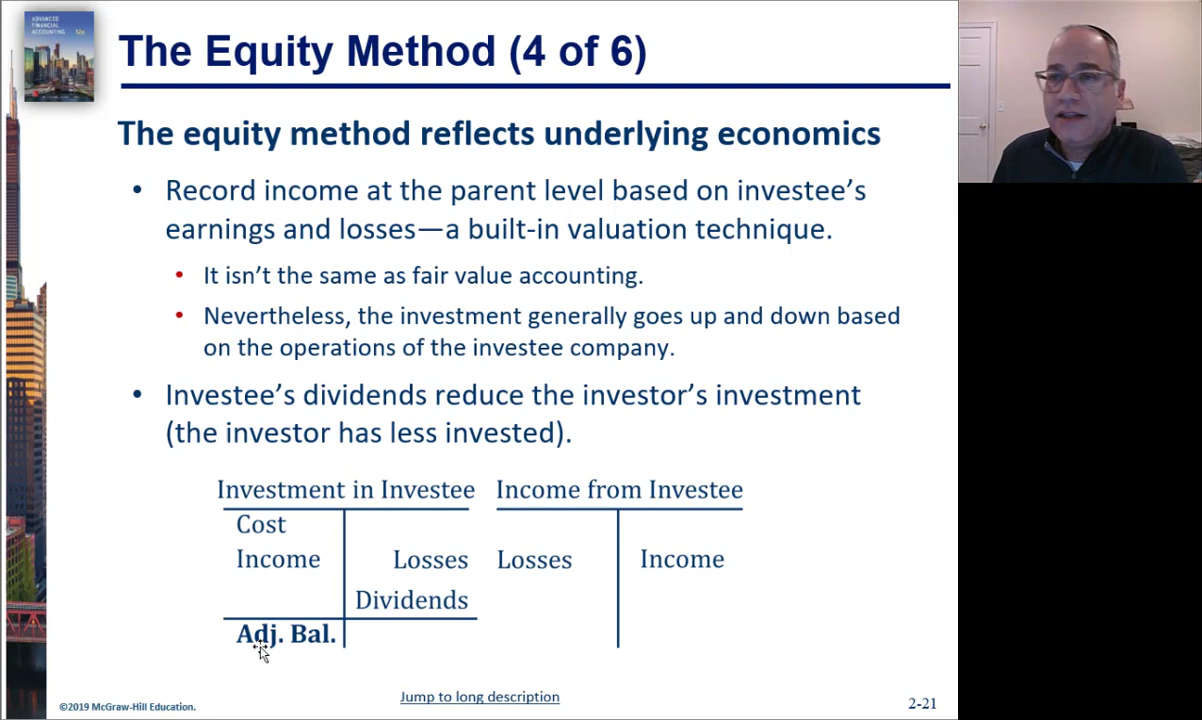 ADVANCED
FINANCIAL
ACCOUNTING
12e
The Equity Method (4 of 6)
The equity method reflects underlying economics
• Record income at the parent level based on investee's
earnings and losses—a built-in valuation technique.
• It isn't the same as fair value accounting.
• Nevertheless, the investment generally goes up and down based
on the operations of the investee company.
• Investee's dividends reduce the investor's investment
(the investor has less invested).
Investment in Investee Income from Investee
Cost
Income Losses Losses Income
Dividends
Adj. Bal.
Jump to long description
©2019 McGraw-Hill Education.
2-21